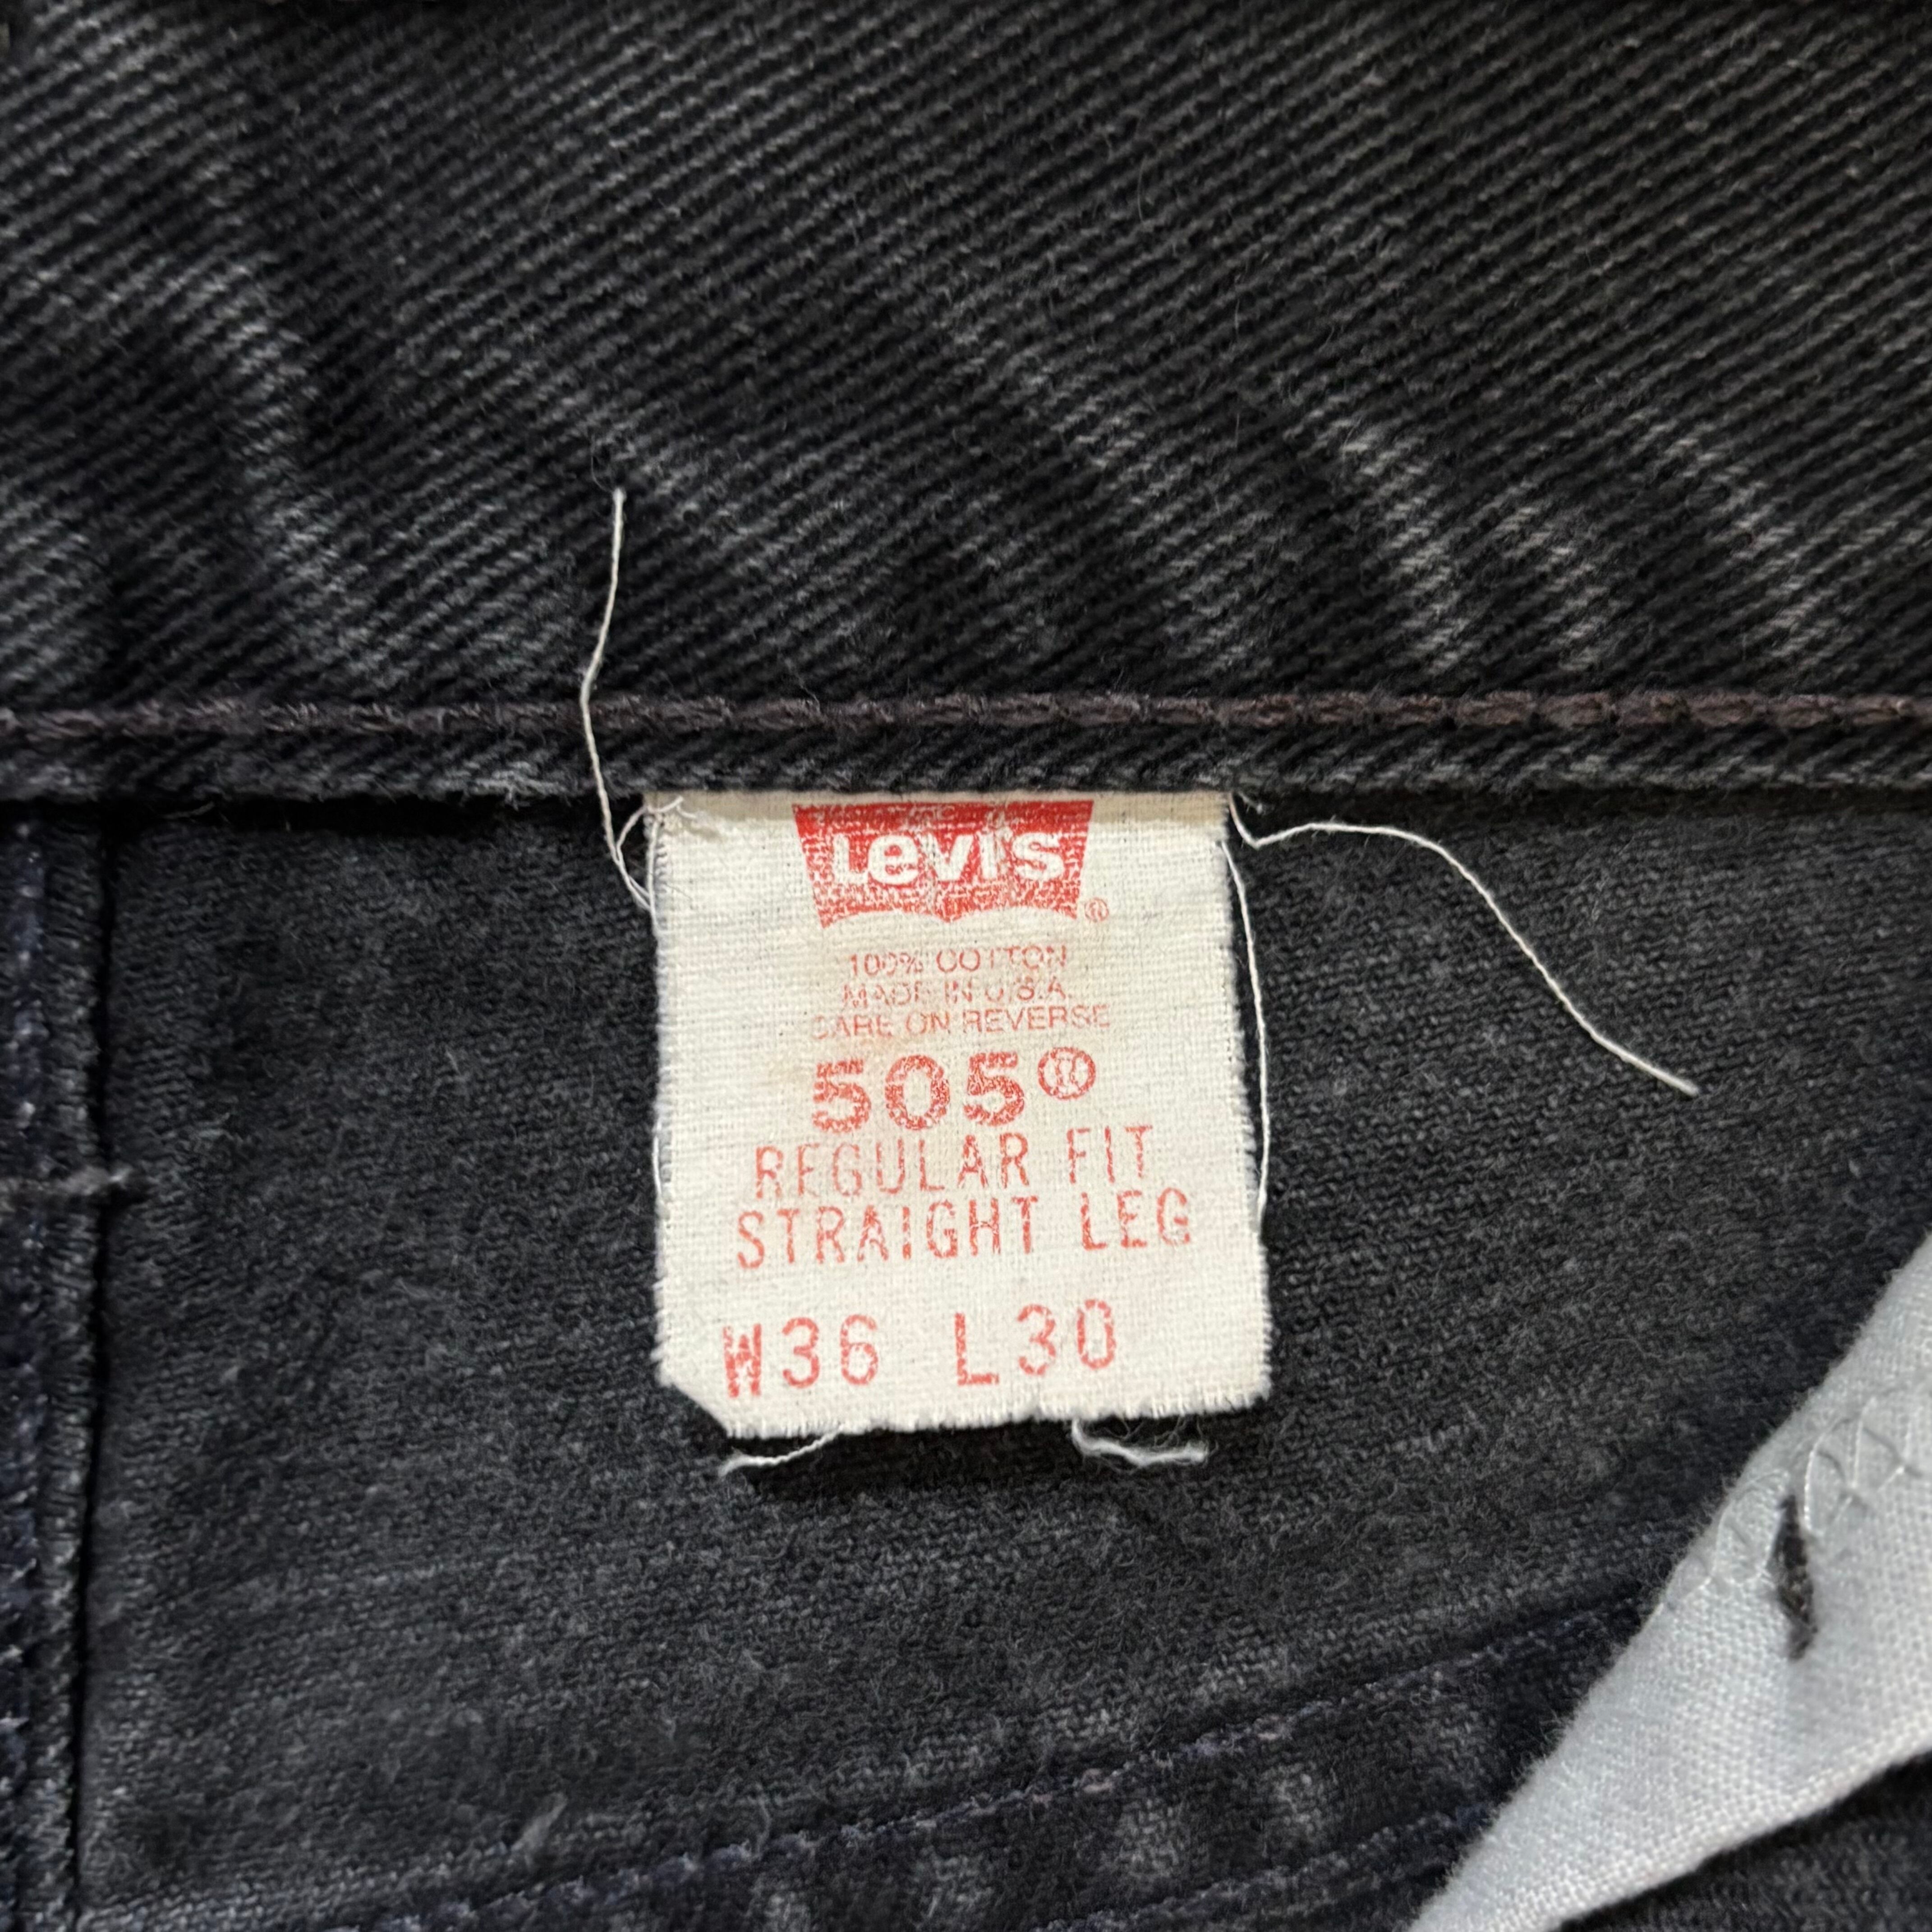 Levi's
®
100% COTTON
MADE IN U.S.A.
CARE ON REVERSE
505®
REGULAR FIT
STRAIGHT LEG
W36 L30